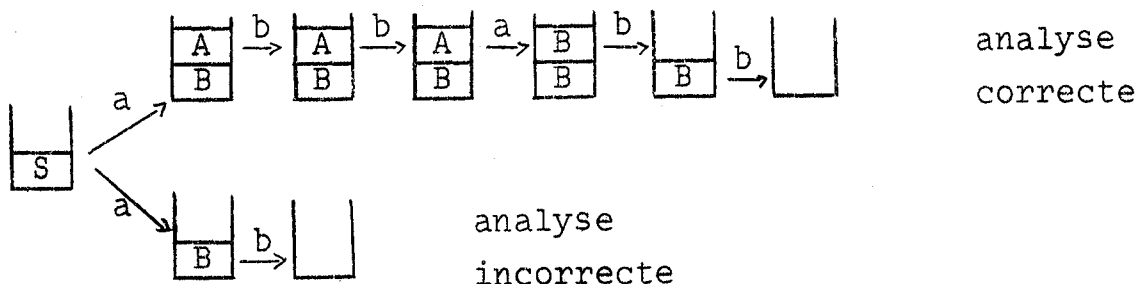 b b a b
A A A B
b
B B B B B
analyse
correcte
a
S
a
b
B
analyse
incorrecte